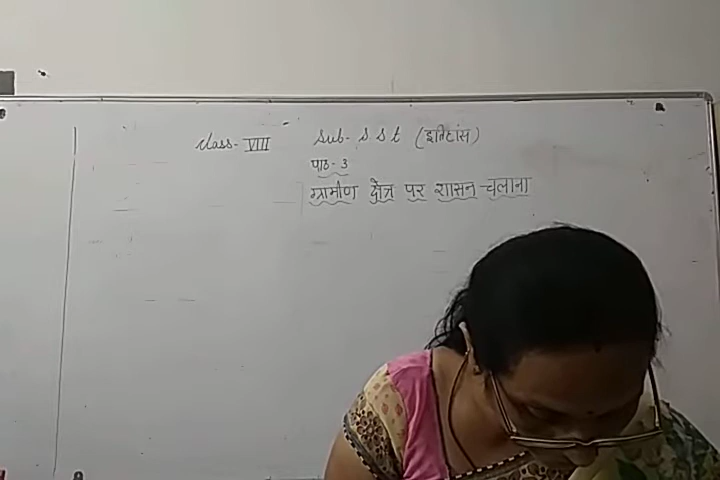 Class- VIII Sub- S S t (इतिहास)
पाठ- 3
ग्रामीण क्षेत्र पर शासन चलाना